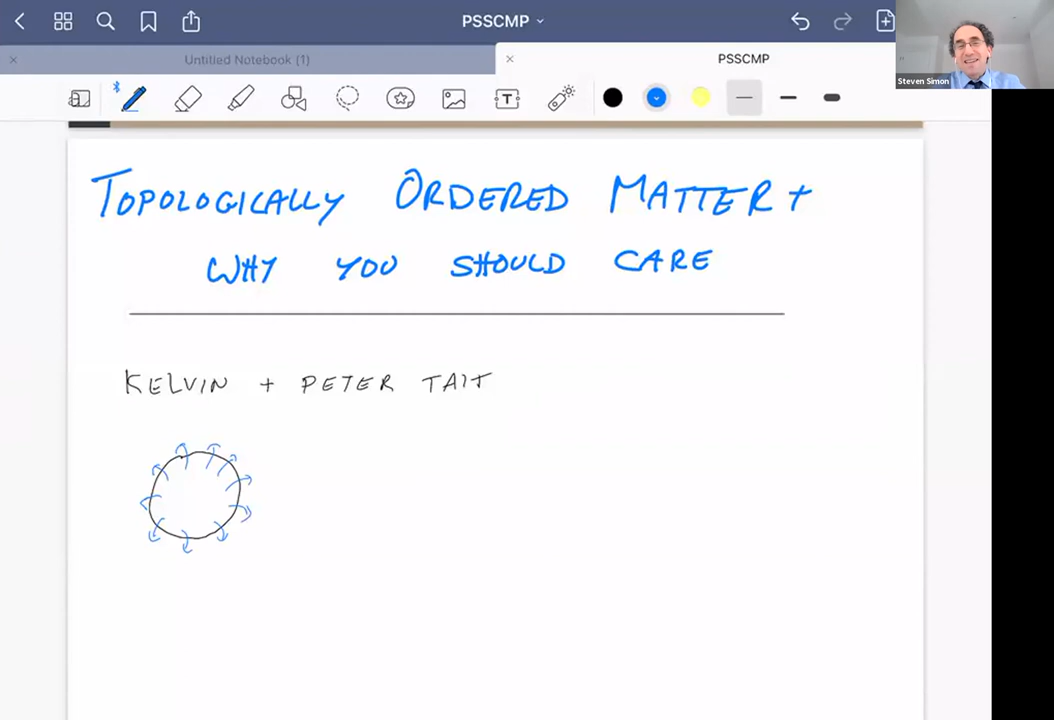 PSSCMP
Untitled Notebook (1)
PSSCMP
Steven Simon
T
TOPOLOGICALLY ORDERED MATTER +
WHY YOU SHOULD CARE
KELVIN + PETER TAIT